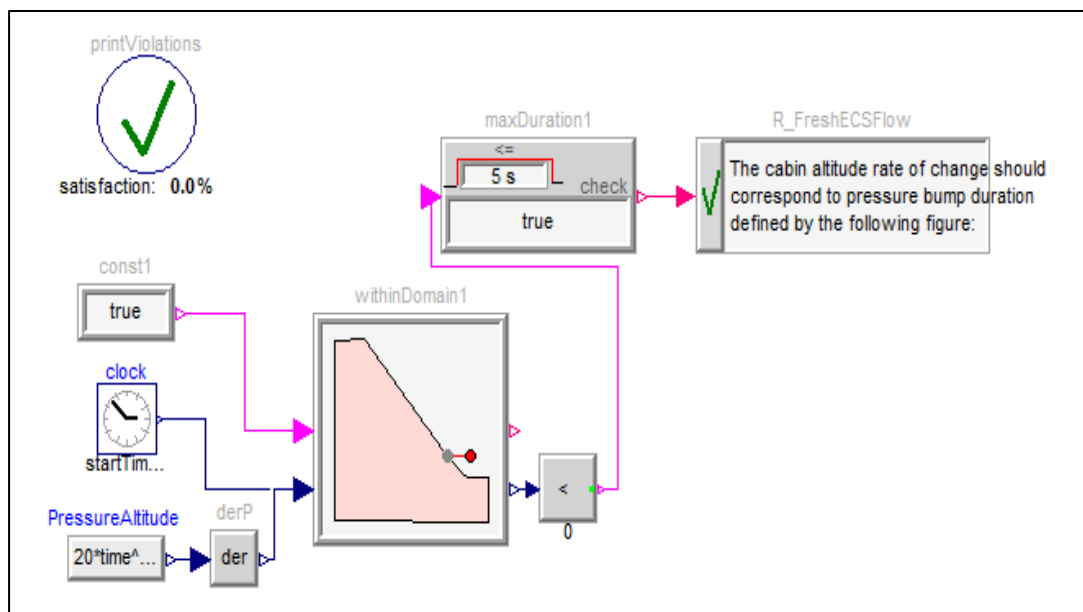 printViolations
satisfaction: 0.0%
maxDuration1
<=
5 s
check
true
R_FreshECSFlow
The cabin altitude rate of change should
correspond to pressure bump duration
defined by the following figure:
const1
true
withinDomain1
clock
startTim...
PressureAltitude
20*time^...
derP
der
<
0